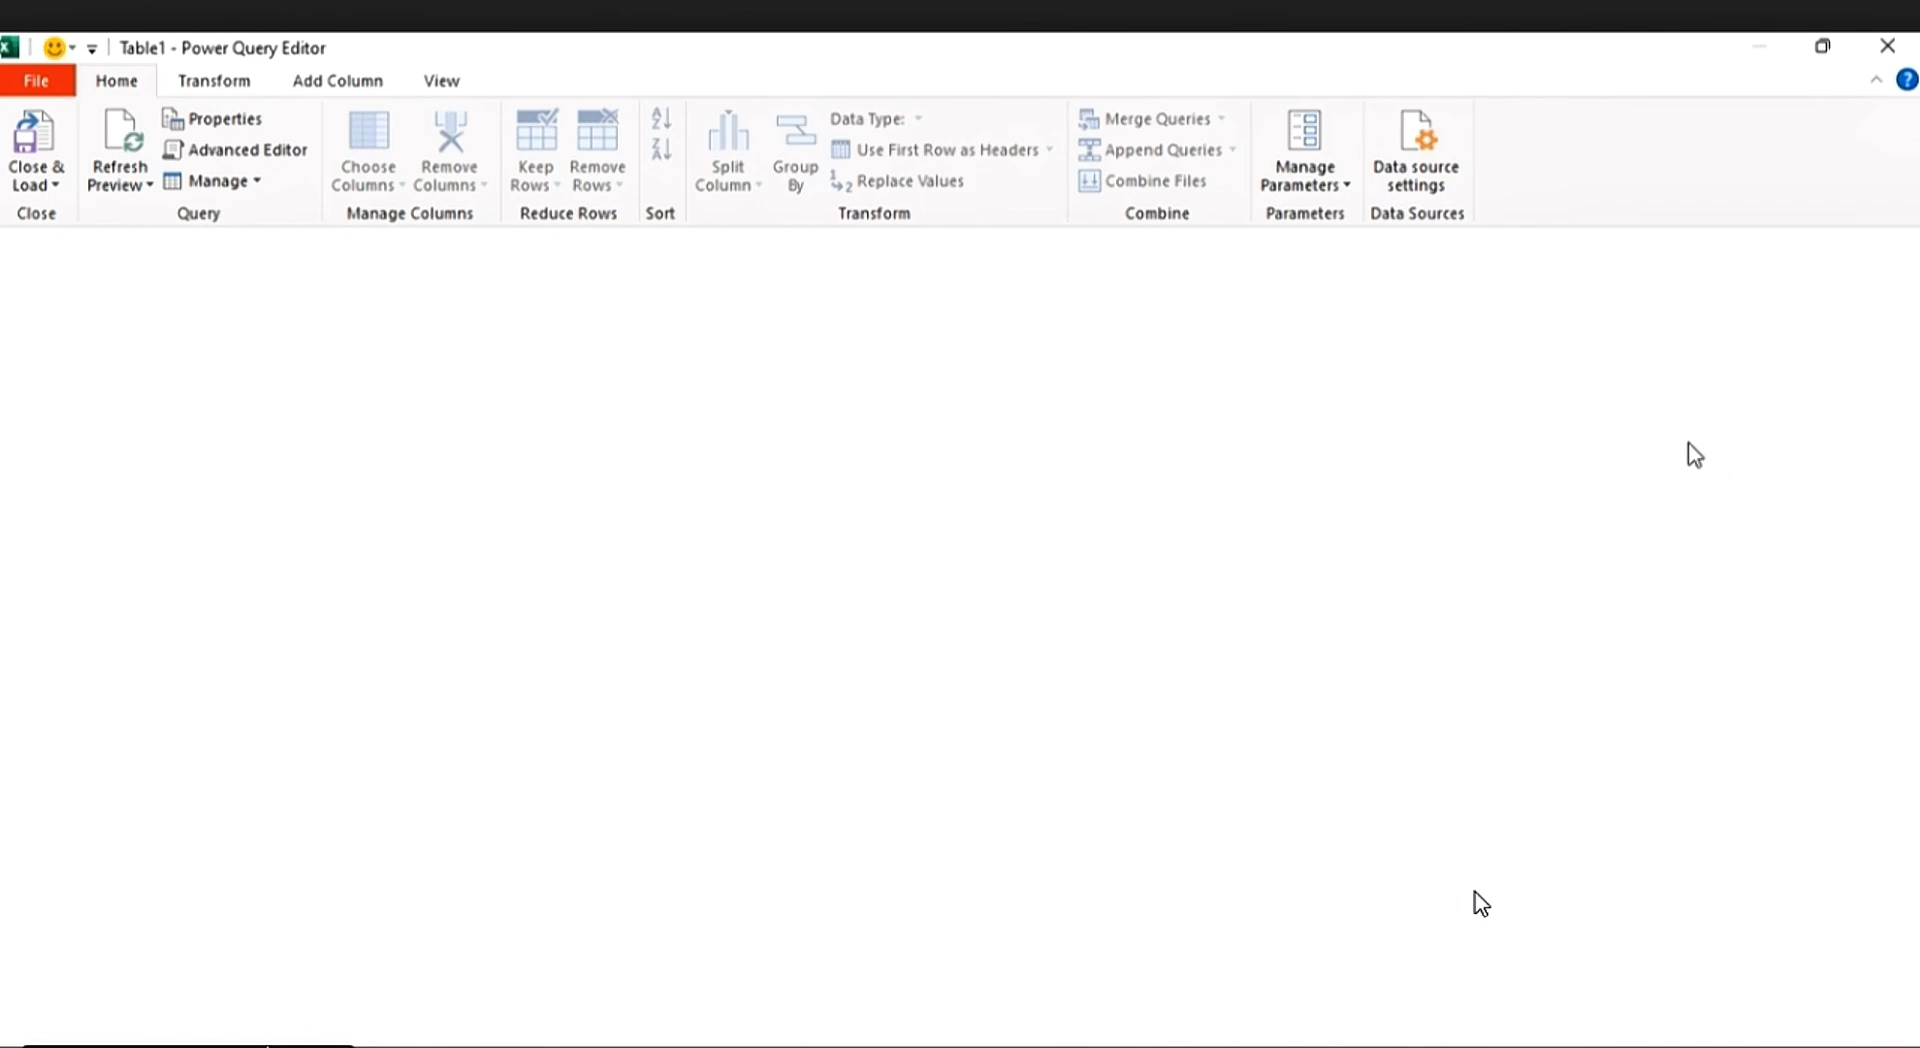 Table1 - Power Query Editor
File Home Transform Add Column View
Close & Load
Refresh Preview
Properties
Advanced Editor
Manage
Choose Columns
Remove Columns
Keep Rows
Remove Rows
Split Column
Group By
Data Type:
Use First Row as Headers
Replace Values
Merge Queries
Append Queries
Combine Files
Manage Parameters
Data source settings
Close Query Manage Columns Reduce Rows Sort Transform Combine Parameters Data Sources